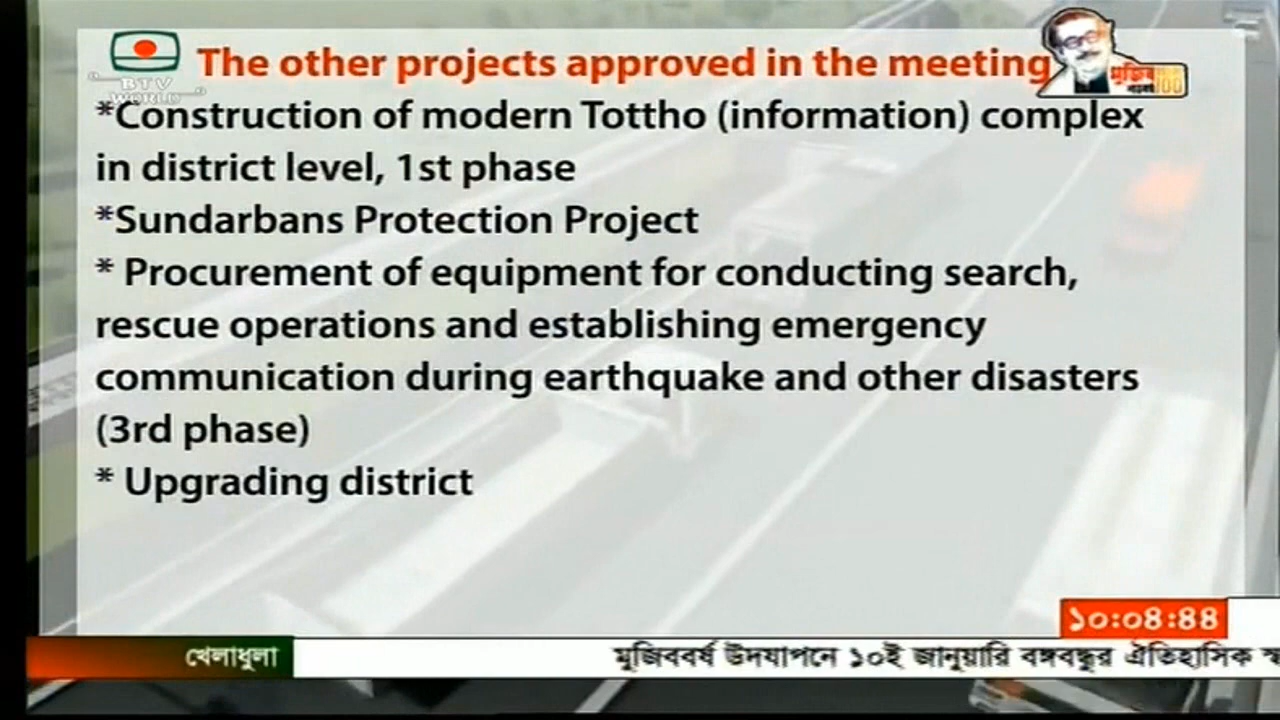 BTV
WORLD
The other projects approved in the meeting
মুজিব
১০০
*Construction of modern Tottho (information) complex
in district level, 1st phase
*Sundarbans Protection Project
* Procurement of equipment for conducting search,
rescue operations and establishing emergency
communication during earthquake and other disasters
(3rd phase)
* Upgrading district
১০:০৪:৪৪
খেলাধুলা
মুজিববর্ষ উদযাপনে ১০ই জানুয়ারি বঙ্গবন্ধুর ঐতিহাসিক